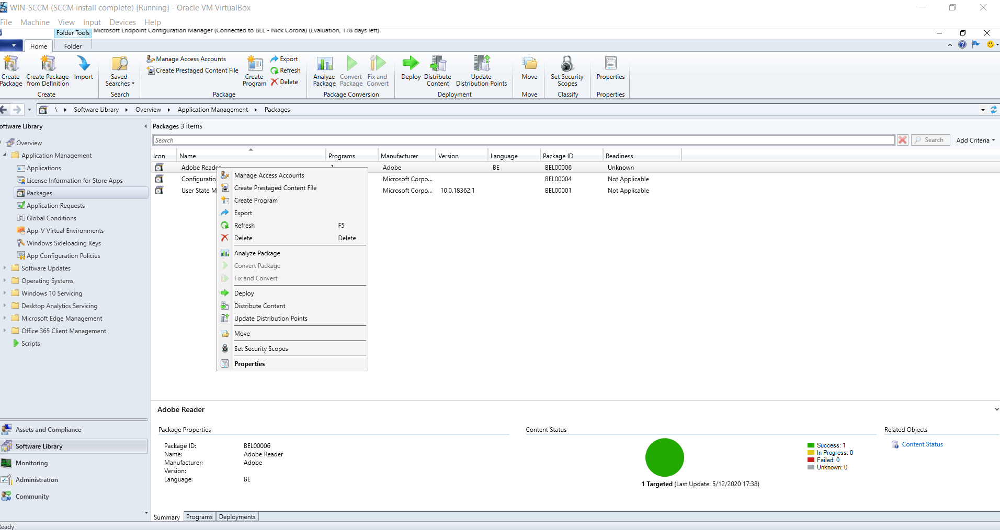 WIN-SCCM (SCCM install complete) [Running] - Oracle VM VirtualBox
File Machine View Input Devices Help
Folder Tools Microsoft Endpoint Configuration Manager (Connected to BEL - Nick Corona) (Evaluation, 178 days left)
Home Folder
Create Package
Create Package from Definition
Import
Create
Saved Searches
Search
Manage Access Accounts
Create Prestaged Content File
Create Program
Export
Refresh
Delete
Package
Analyze Package
Convert Package
Fix and Convert
Package Conversion
Deploy
Distribute Content
Update Distribution Points
Deployment
Move
Move
Set Security Scopes
Classify
Properties
Properties
\ Software Library Overview Application Management Packages
oftware Library
Overview
Application Management
Applications
License Information for Store Apps
Packages
Application Requests
Global Conditions
App-V Virtual Environments
Windows Sideloading Keys
App Configuration Policies
Software Updates
Operating Systems
Windows 10 Servicing
Desktop Analytics Servicing
Microsoft Edge Management
Office 365 Client Management
Scripts
Assets and Compliance
Software Library
Monitoring
Administration
Community
Packages 3 items
Search Search Add Criteria
Icon Name Programs Manufacturer Version Language Package ID Readiness
Adobe Reader 1 Adobe BE BEL00006 Unknown
Configuratio Microsoft Corpo... BEL00004 Not Applicable
User State M Microsoft Corpo... 10.0.18362.1 BEL00001 Not Applicable
Manage Access Accounts
Create Prestaged Content File
Create Program
Export
Refresh F5
Delete Delete
Analyze Package
Convert Package
Fix and Convert
Deploy
Distribute Content
Update Distribution Points
Move
Set Security Scopes
Properties
Adobe Reader
Package Properties
Package ID: BEL00006
Name: Adobe Reader
Manufacturer: Adobe
Version:
Language: BE
Content Status
Success: 1
In Progress: 0
Failed: 0
Unknown: 0
1 Targeted (Last Update: 5/12/2020 17:38)
Related Objects
Content Status
Summary Programs Deployments
eady